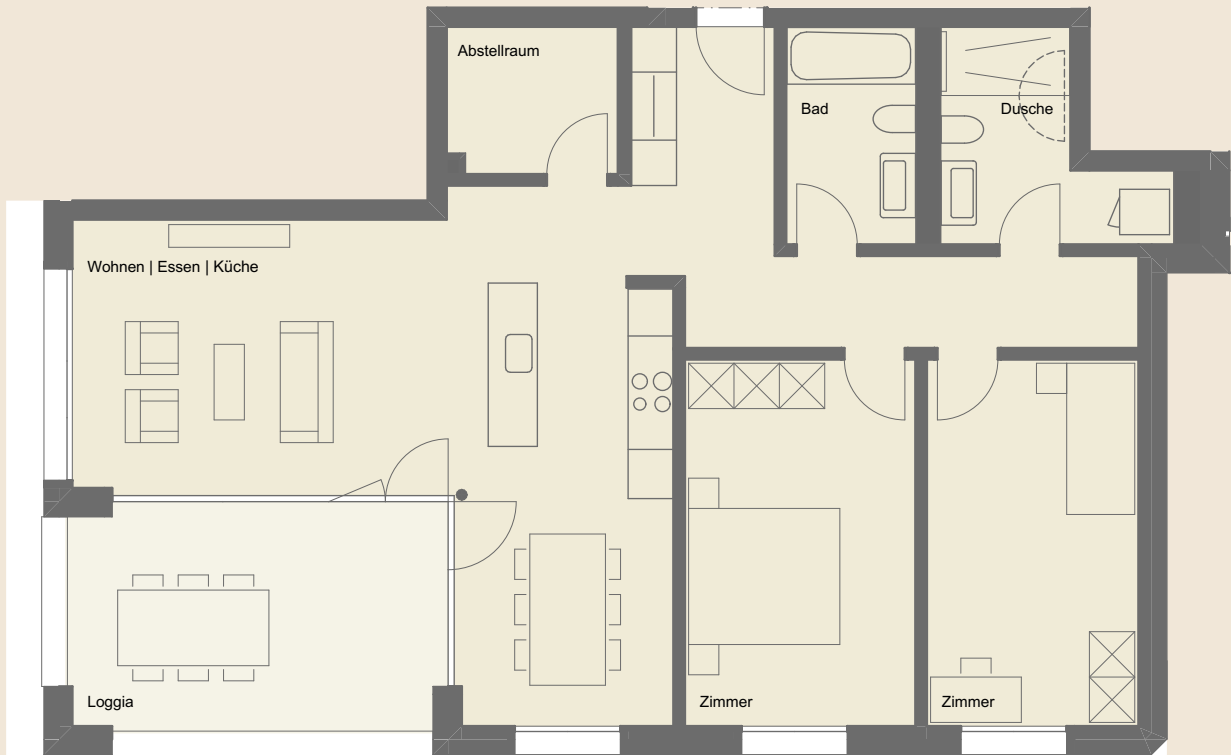 Abstellraum
Bad
Dusche
Wohnen | Essen | Küche
Loggia
Zimmer
Zimmer